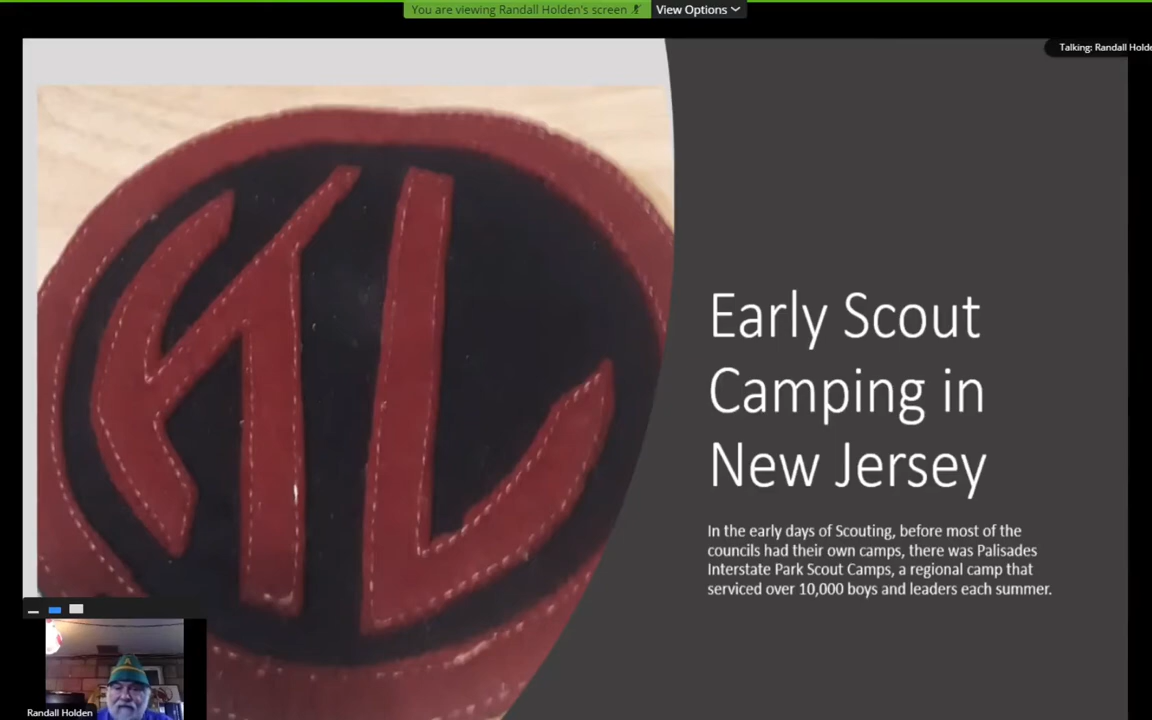 You are viewing Randall Holden's screen
View Options
Talking: Randall Holde
KL
Early Scout
Camping in
New Jersey
In the early days of Scouting, before most of the
councils had their own camps, there was Palisades
Interstate Park Scout Camps, a regional camp that
serviced over 10,000 boys and leaders each summer.
Randall Holden